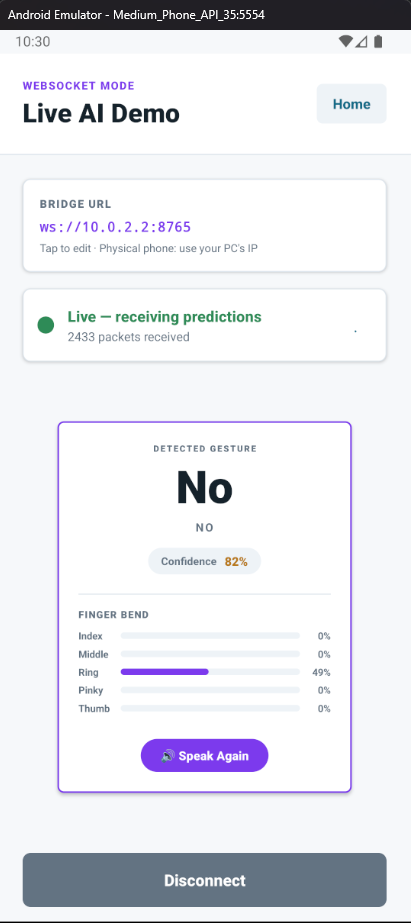 Android Emulator - Medium_Phone_API_35:5554
10:30
WEBSOCKET MODE
Live AI Demo
Home
BRIDGE URL
ws://10.0.2.2:8765
Tap to edit · Physical phone: use your PC's IP
Live — receiving predictions
2433 packets received
.
DETECTED GESTURE
No
NO
Confidence 82%
FINGER BEND
Index 0%
Middle 0%
Ring 49%
Pinky 0%
Thumb 0%
🔊 Speak Again
Disconnect